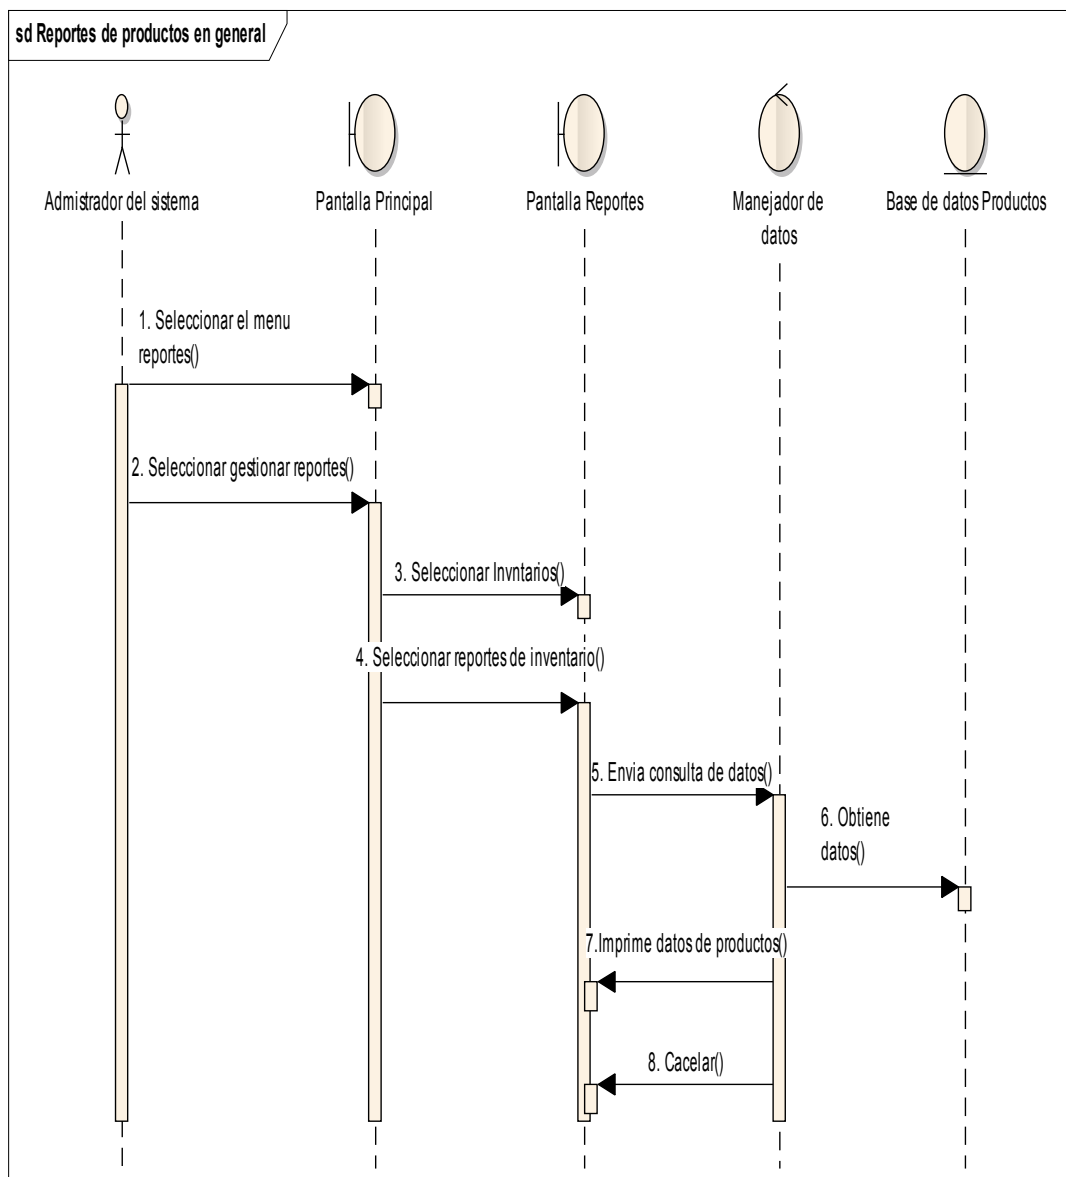 sd Reportes de productos en general
Admistrador del sistema
Pantalla Principal
Pantalla Reportes
Manejador de
datos
Base de datos Productos
1. Seleccionar el menu
reportes()
2. Seleccionar gestionar reportes()
3. Seleccionar Invntarios()
4. Seleccionar reportes de inventario()
5. Envia consulta de datos()
6. Obtiene
datos()
7.Imprime datos de productos()
8. Cacelar()